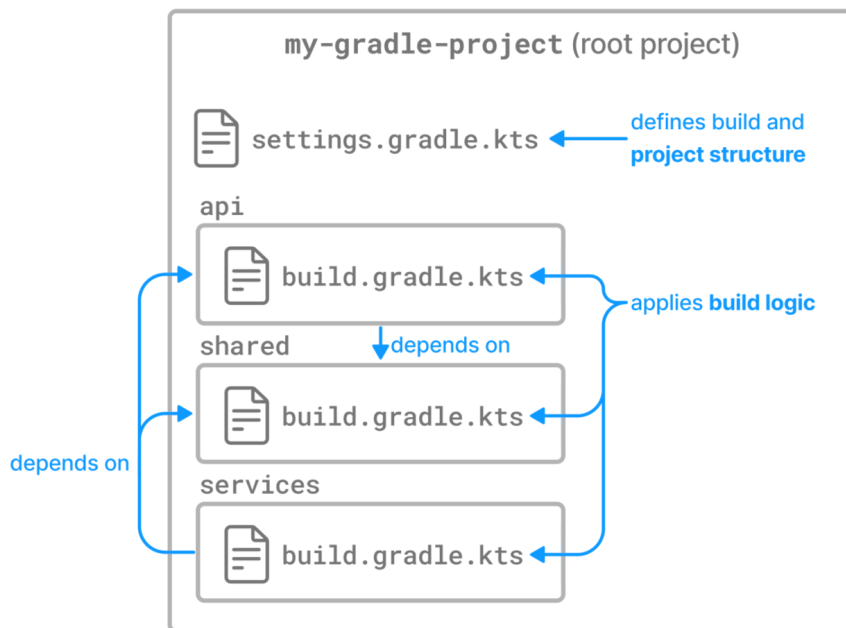 my-gradle-project (root project)
settings.gradle.kts
defines build and
project structure
api
build.gradle.kts
applies build logic
depends on
shared
build.gradle.kts
depends on
services
build.gradle.kts